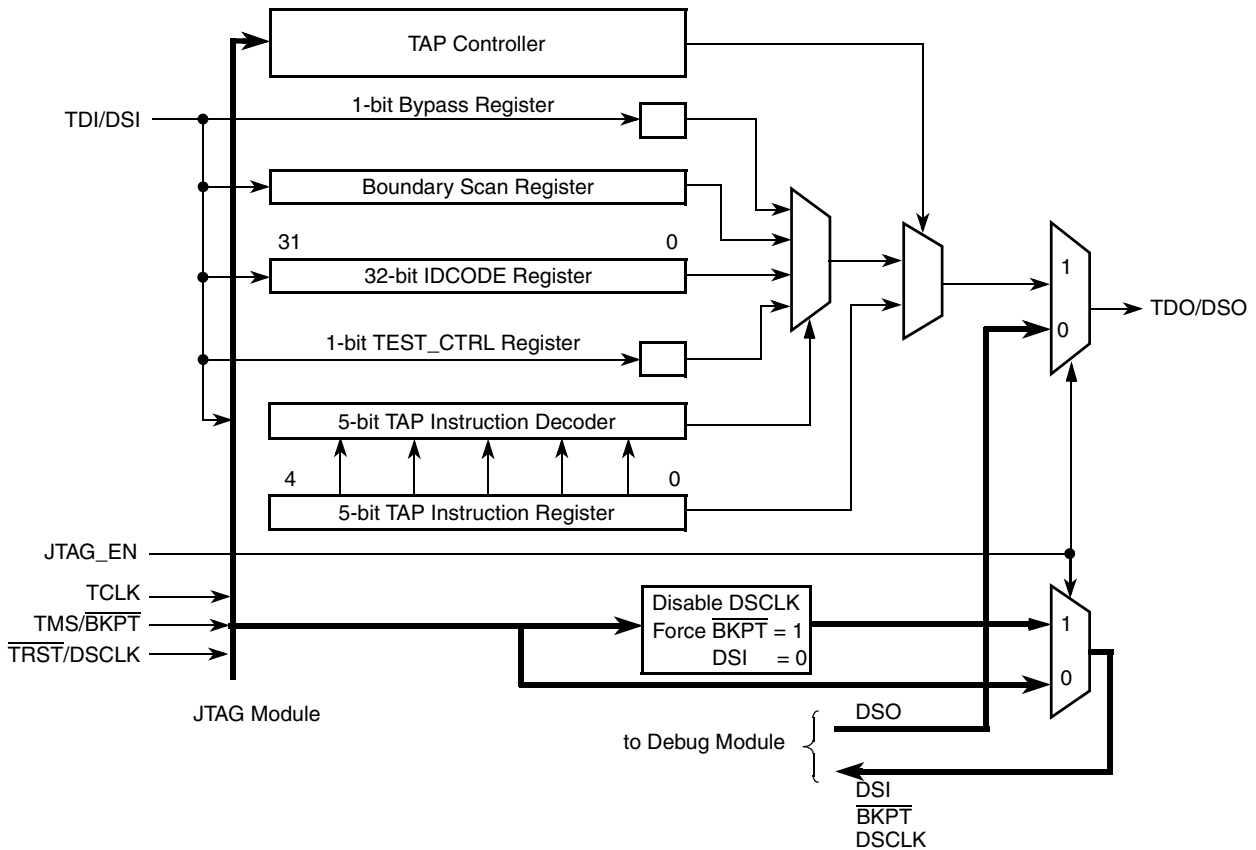 TAP Controller
1-bit Bypass Register
TDI/DSI
Boundary Scan Register
31 0
32-bit IDCODE Register
1
TDO/DSO
0
1-bit TEST_CTRL Register
5-bit TAP Instruction Decoder
4 0
5-bit TAP Instruction Register
JTAG_EN
TCLK
TMS/BKPT
TRST/DSCLK
Disable DSCLK
Force BKPT = 1
DSI = 0
1
0
JTAG Module
DSO
to Debug Module
DSI
BKPT
DSCLK